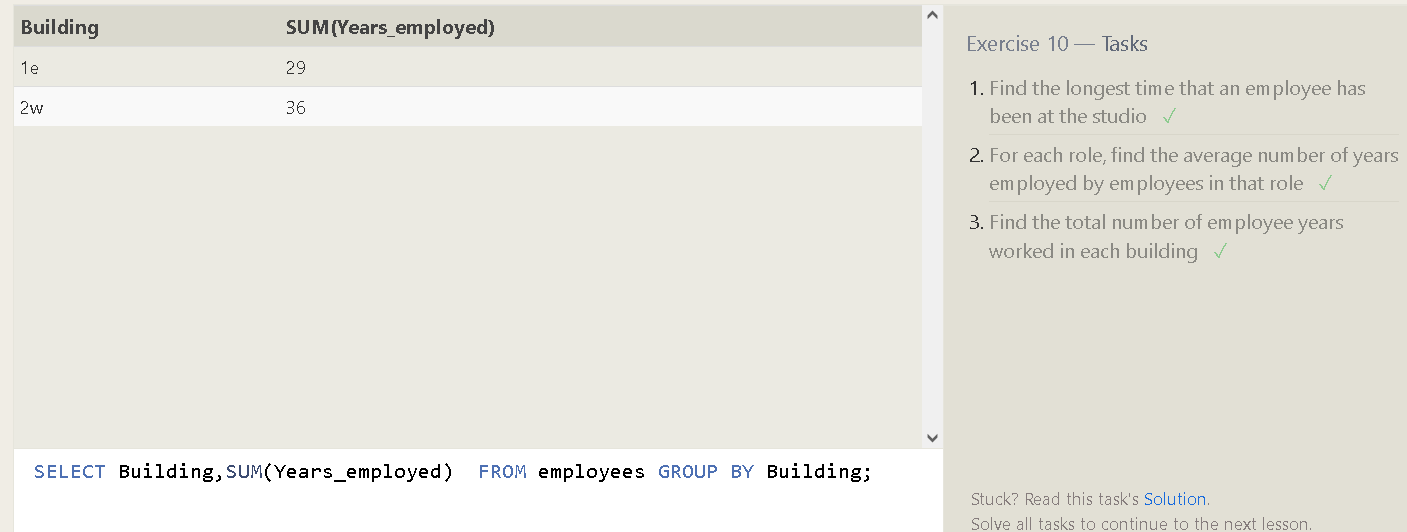 Building SUM(Years_employed)
1e 29
2w 36
SELECT Building,SUM(Years_employed)  FROM employees GROUP BY Building;
Exercise 10 — Tasks
1. Find the longest time that an employee has
been at the studio ✓
2. For each role, find the average number of years
employed by employees in that role ✓
3. Find the total number of employee years
worked in each building ✓
Stuck? Read this task's Solution.
Solve all tasks to continue to the next lesson.